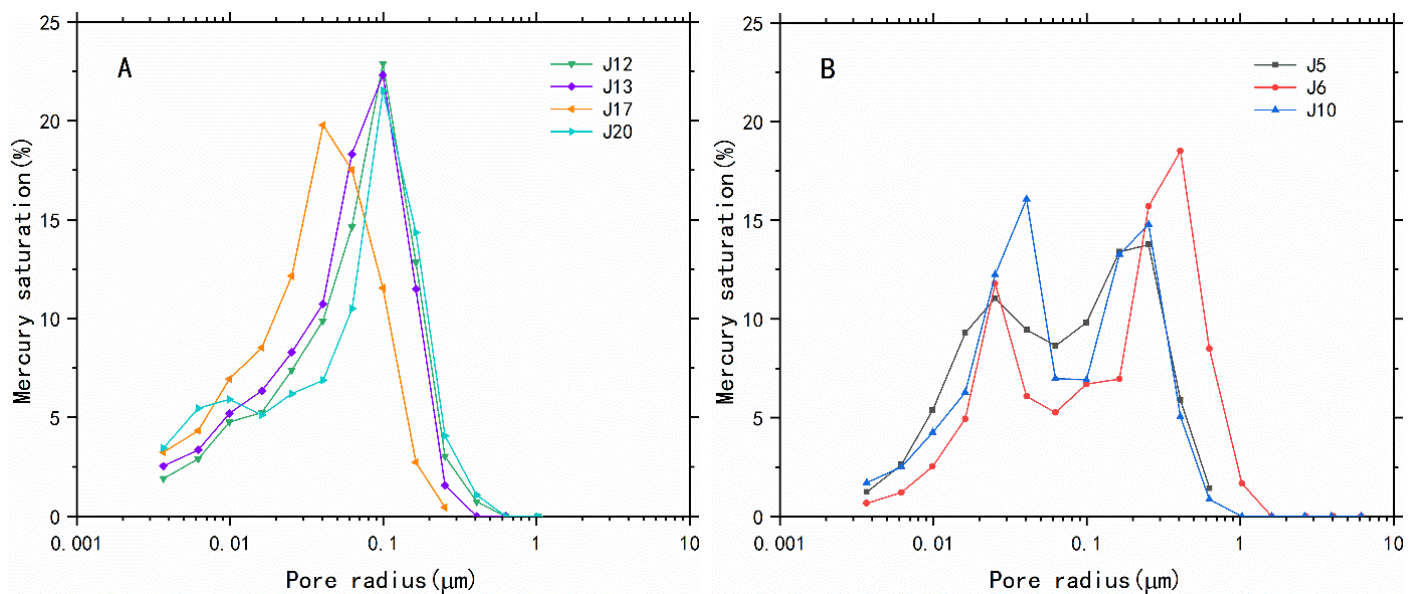 A
J12
J13
J17
J20
Mercury saturation(%)
25
20
15
10
5
0
0.001 0.01 0.1 1 10
Pore radius(μm)
B
J5
J6
J10
Mercury saturation(%)
25
20
15
10
5
0
0.001 0.01 0.1 1 10
Pore radius(μm)